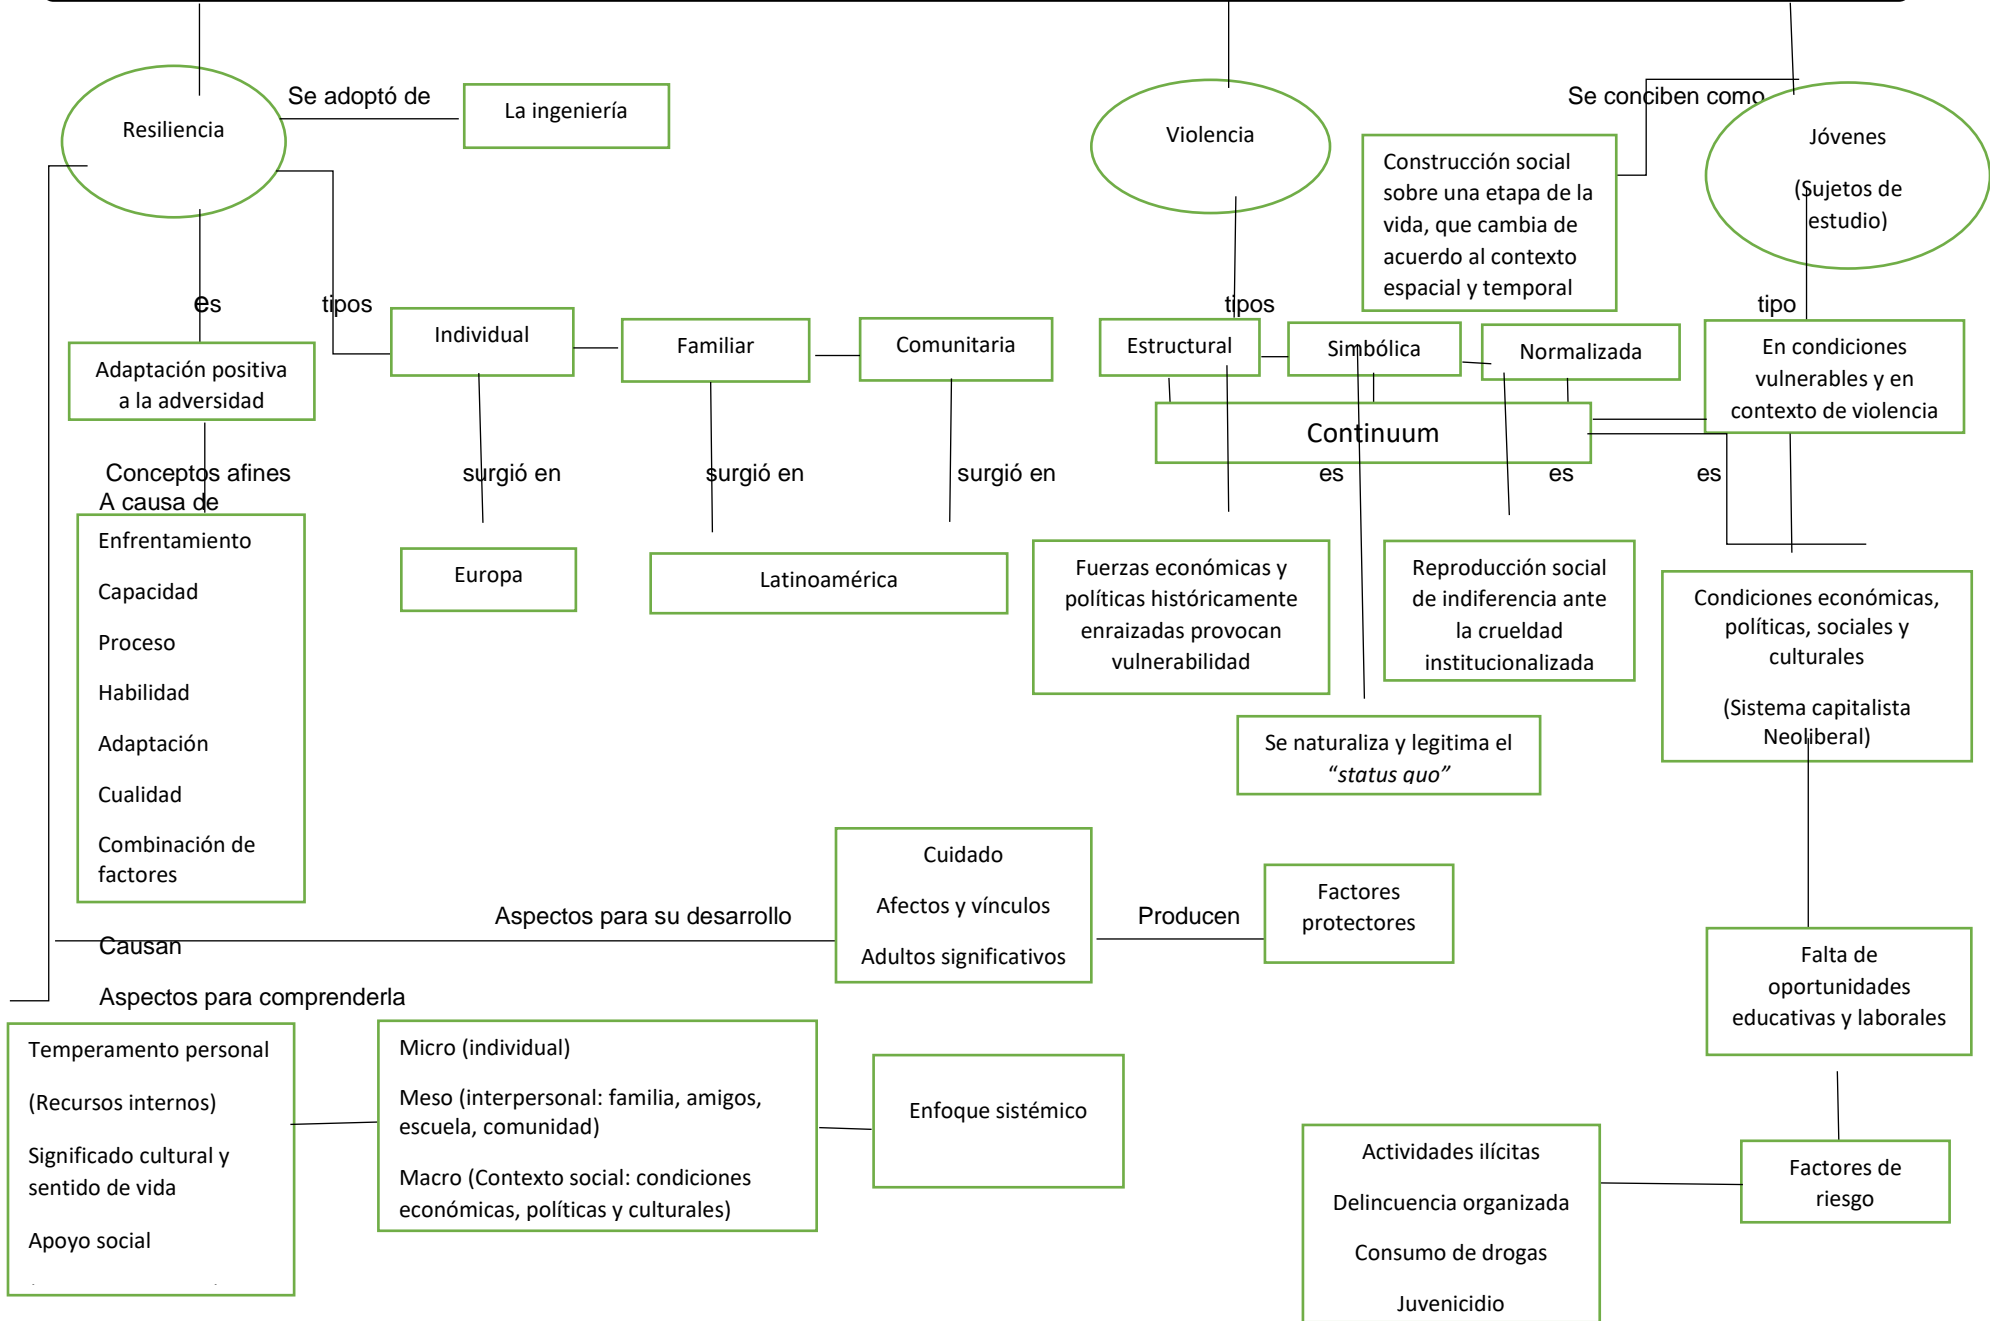 Resiliencia
Se adoptó de
La ingeniería
Violencia
Se conciben como
Jóvenes
(Sujetos de
estudio)
Construcción social
sobre una etapa de la
vida, que cambia de
acuerdo al contexto
espacial y temporal
es
tipos
tipos
tipo
Adaptación positiva
a la adversidad
Individual
Familiar
Comunitaria
Estructural
Simbólica
Normalizada
En condiciones
vulnerables y en
contexto de violencia
Continuum
Conceptos afines
A causa de
surgió en
surgió en
surgió en
es
es
es
Enfrentamiento
Capacidad
Proceso
Habilidad
Adaptación
Cualidad
Combinación de
factores
Europa
Latinoamérica
Fuerzas económicas y
políticas históricamente
enraizadas provocan
vulnerabilidad
Reproducción social
de indiferencia ante
la crueldad
institucionalizada
Condiciones económicas,
políticas, sociales y
culturales
(Sistema capitalista
Neoliberal)
Se naturaliza y legitima el
“status quo”
Aspectos para su desarrollo
Cuidado
Afectos y vínculos
Adultos significativos
Producen
Factores
protectores
Causan
Aspectos para comprenderla
Falta de
oportunidades
educativas y laborales
Temperamento personal
(Recursos internos)
Significado cultural y
sentido de vida
Apoyo social
Micro (individual)
Meso (interpersonal: familia, amigos,
escuela, comunidad)
Macro (Contexto social: condiciones
económicas, políticas y culturales)
Enfoque sistémico
Actividades ilícitas
Delincuencia organizada
Consumo de drogas
Juvenicidio
Factores de
riesgo